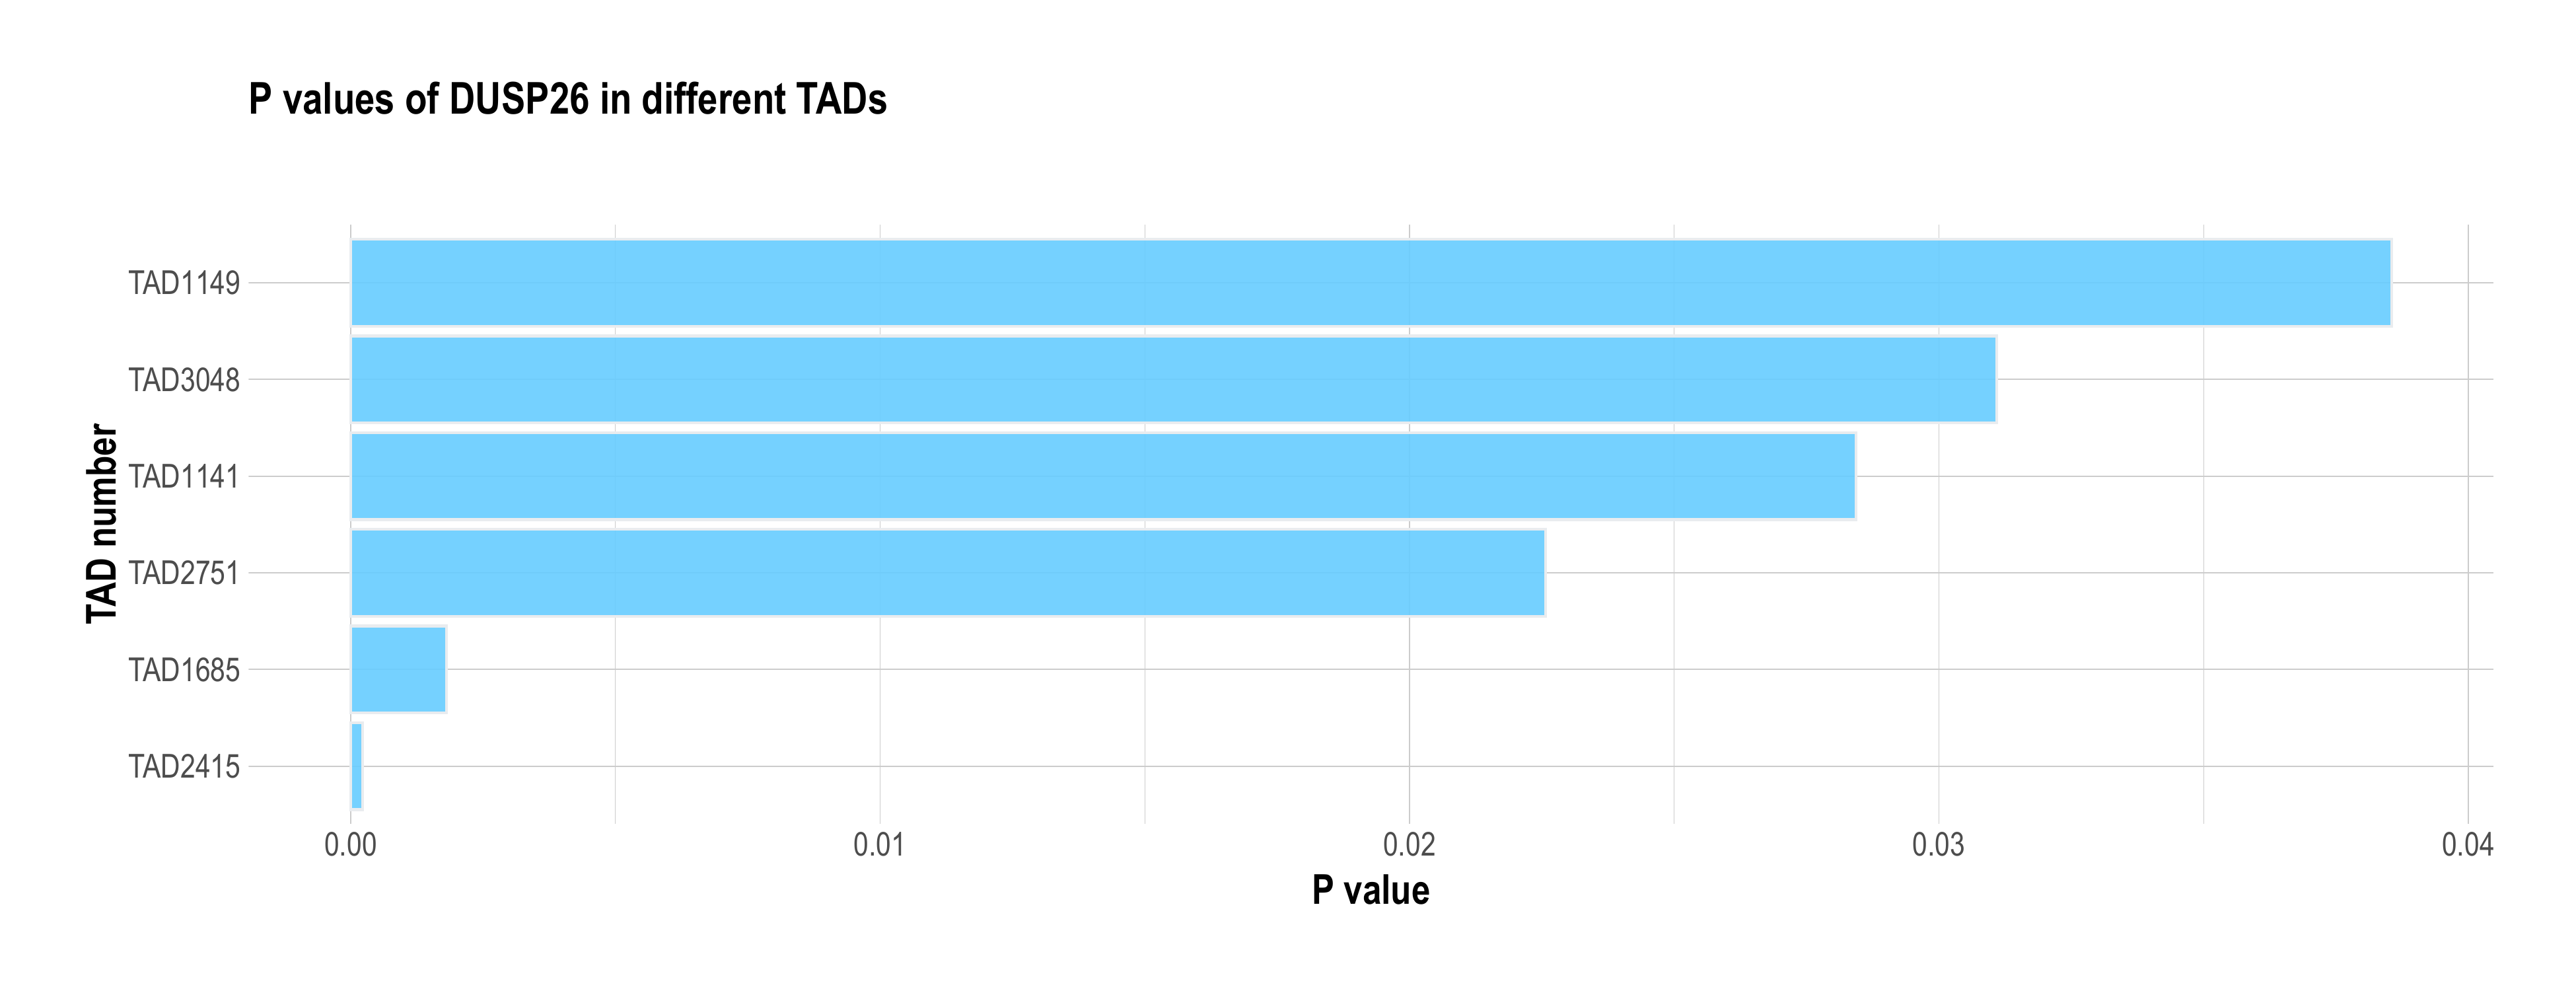 P values of DUSP26 in different TADs
TAD number
TAD1149
TAD3048
TAD1141
TAD2751
TAD1685
TAD2415
0.00 0.01 0.02 0.03 0.04
P value